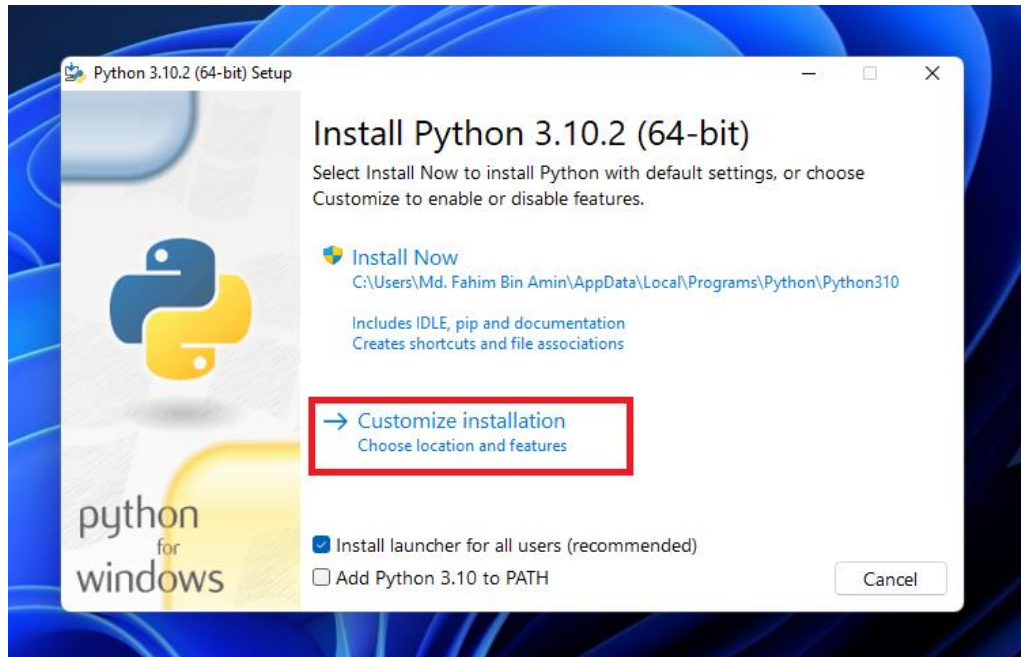 Python 3.10.2 (64-bit) Setup
Install Python 3.10.2 (64-bit)
Select Install Now to install Python with default settings, or choose
Customize to enable or disable features.
Install Now
C:\Users\Md. Fahim Bin Amin\AppData\Local\Programs\Python\Python310
Includes IDLE, pip and documentation
Creates shortcuts and file associations
Customize installation
Choose location and features
python
for
windows
Install launcher for all users (recommended)
Add Python 3.10 to PATH
Cancel